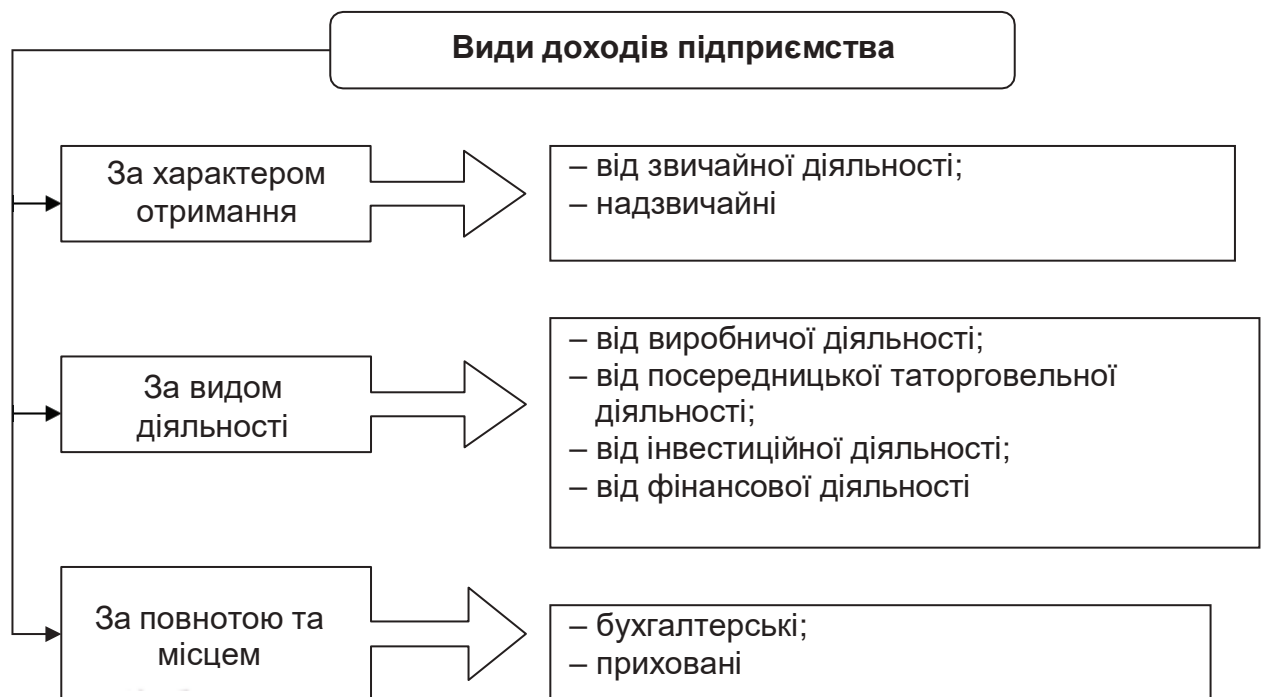 Види доходів підприємства
За характером
отримання
– від звичайної діяльності;
– надзвичайні
За видом
діяльності
– від виробничої діяльності;
– від посередницької таторговельної
діяльності;
– від інвестиційної діяльності;
– від фінансової діяльності
За повнотою та
місцем
– бухгалтерські;
– приховані